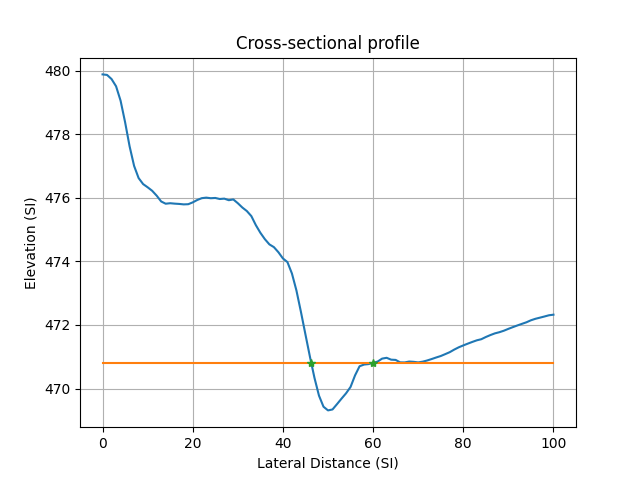 Cross-sectional profile
Elevation (SI)
480
478
476
474
472
470
0 20 40 60 80 100
Lateral Distance (SI)